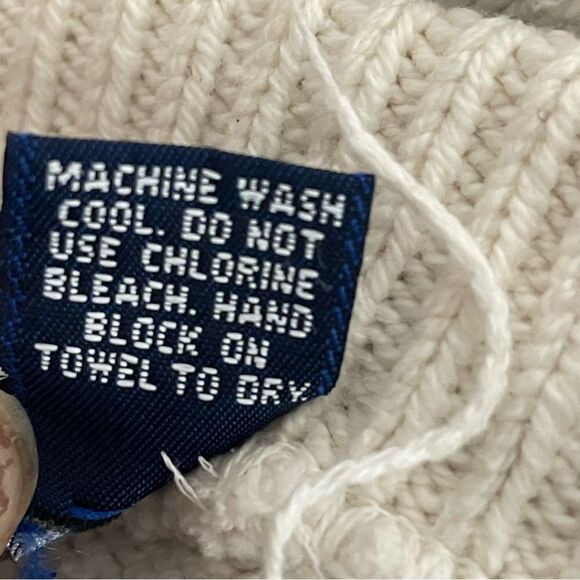 MACHINE WASH
COOL. DO NOT
USE CHLORINE
BLEACH. HAND
BLOCK ON
TOWEL TO DRY.